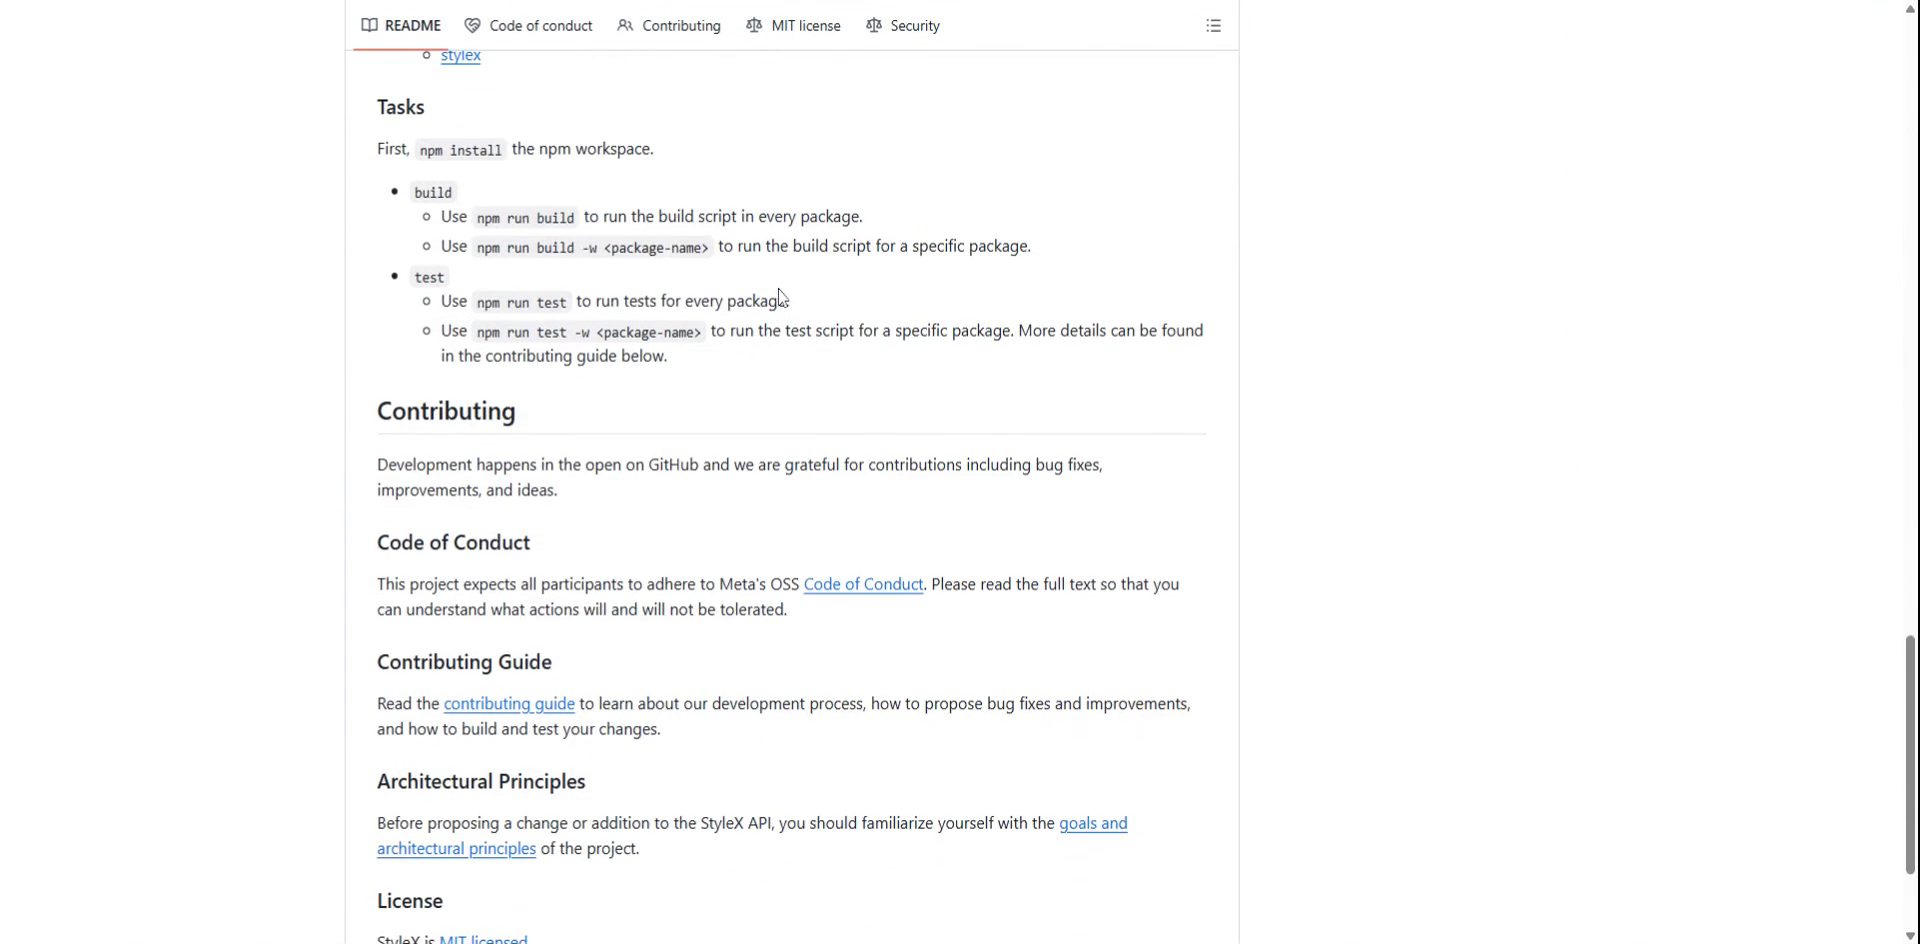 README Code of conduct Contributing MIT license Security
stylex
Tasks
First, npm install the npm workspace.
build
Use npm run build to run the build script in every package.
Use npm run build -w <package-name> to run the build script for a specific package.
test
Use npm run test to run tests for every package.
Use npm run test -w <package-name> to run the test script for a specific package. More details can be found
in the contributing guide below.
Contributing
Development happens in the open on GitHub and we are grateful for contributions including bug fixes,
improvements, and ideas.
Code of Conduct
This project expects all participants to adhere to Meta's OSS Code of Conduct. Please read the full text so that you
can understand what actions will and will not be tolerated.
Contributing Guide
Read the contributing guide to learn about our development process, how to propose bug fixes and improvements,
and how to build and test your changes.
Architectural Principles
Before proposing a change or addition to the StyleX API, you should familiarize yourself with the goals and
architectural principles of the project.
License
StyleX is MIT licensed.